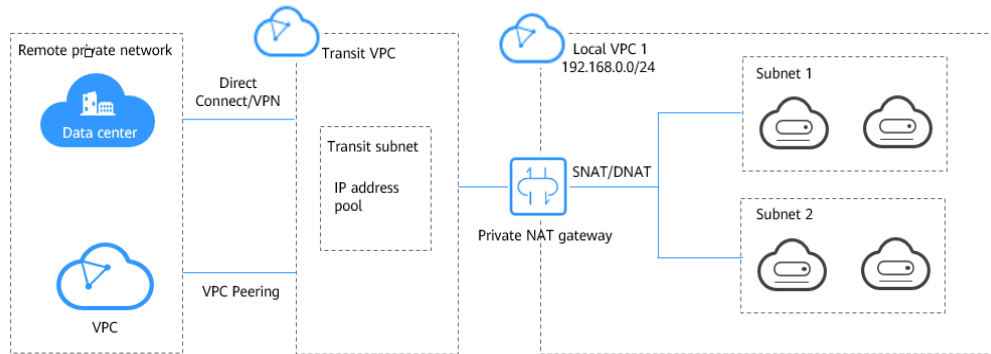 Remote private network
Data center
VPC
Direct
Connect/VPN
VPC Peering
Transit VPC
Transit subnet
IP address
pool
Private NAT gateway
SNAT/DNAT
Local VPC 1
192.168.0.0/24
Subnet 1
Subnet 2